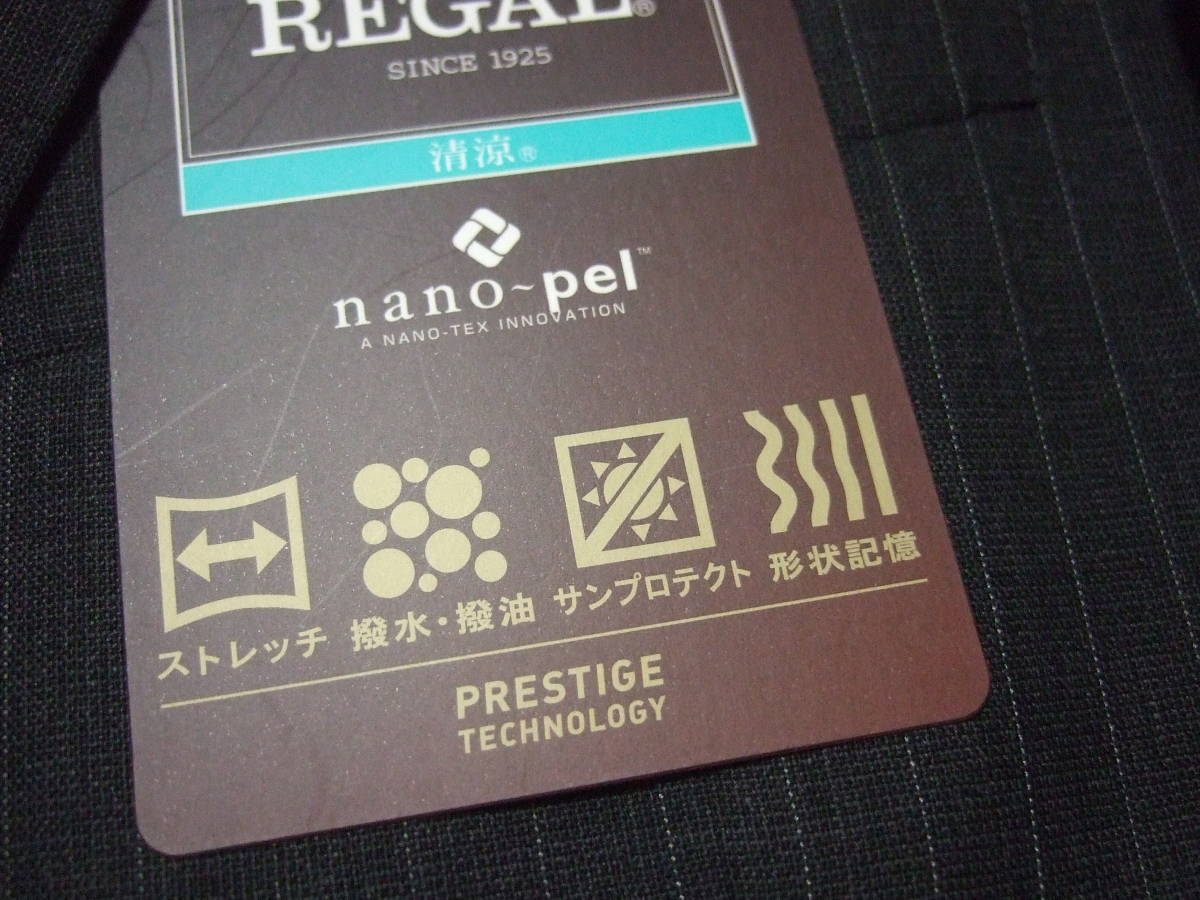 REGAL®
SINCE 1925
清涼®
nano~pel™
A NANO-TEX INNOVATION
ストレッチ 撥水・撥油 サンプロテクト 形状記憶
PRESTIGE
TECHNOLOGY